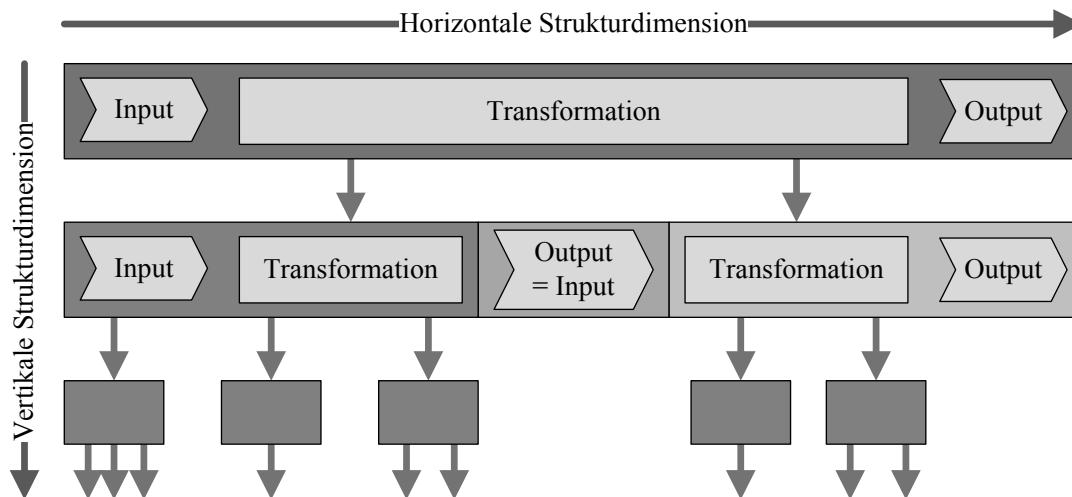 Horizontale Strukturdimension
Vertikale Strukturdimension
Input
Transformation
Output
Input
Transformation
Output
= Input
Transformation
Output